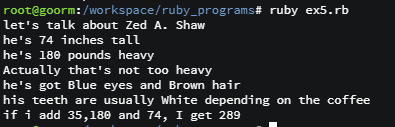 root@goorm:/workspace/ruby_programs# ruby ex5.rb
let's talk about Zed A. Shaw
he's 74 inches tall
he's 180 pounds heavy
Actually that's not too heavy
he's got Blue eyes and Brown hair
his teeth are usually White depending on the coffee
if i add 35,180 and 74, I get 289